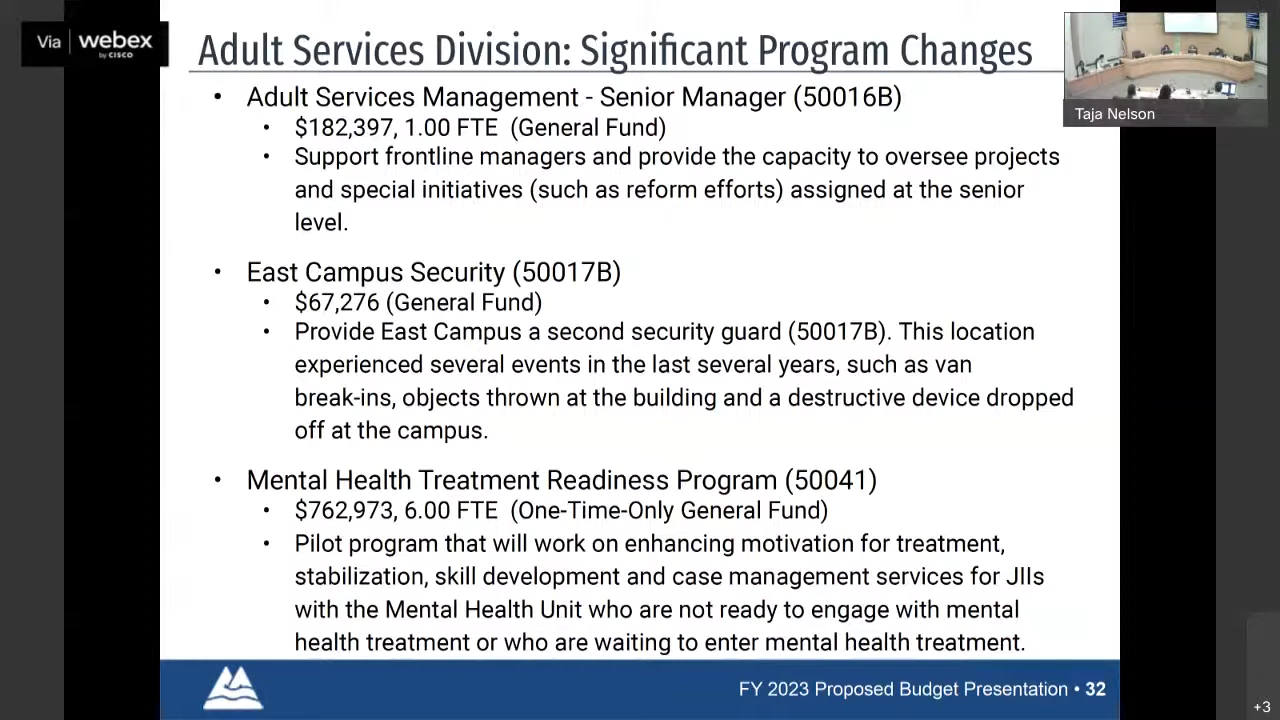 Via webex
by CISCO
Adult Services Division: Significant Program Changes
Taja Nelson
• Adult Services Management - Senior Manager (50016B)
• $182,397, 1.00 FTE (General Fund)
• Support frontline managers and provide the capacity to oversee projects
and special initiatives (such as reform efforts) assigned at the senior
level.
• East Campus Security (50017B)
• $67,276 (General Fund)
• Provide East Campus a second security guard (50017B). This location
experienced several events in the last several years, such as van
break-ins, objects thrown at the building and a destructive device dropped
off at the campus.
• Mental Health Treatment Readiness Program (50041)
• $762,973, 6.00 FTE (One-Time-Only General Fund)
• Pilot program that will work on enhancing motivation for treatment,
stabilization, skill development and case management services for JIIs
with the Mental Health Unit who are not ready to engage with mental
health treatment or who are waiting to enter mental health treatment.
FY 2023 Proposed Budget Presentation • 32
+3